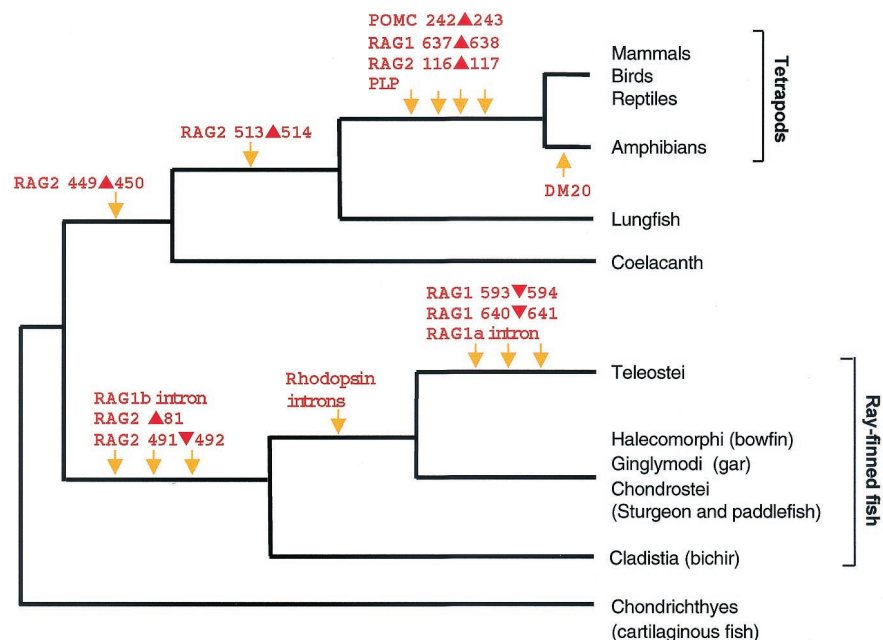 POMC 242▲243
RAG1 637▲638
RAG2 116▲117
PLP
Mammals
Birds
Reptiles
Tetrapods
RAG2 513▲514
Amphibians
DM20
RAG2 449▲450
Lungfish
Coelacanth
RAG1 593▼594
RAG1 640▼641
RAG1a intron
Teleostei
Rhodopsin
introns
RAG1b intron
RAG2 ▲81
RAG2 491▼492
Halecomorphi (bowfin)
Ginglymodi (gar)
Chondrostei
(Sturgeon and paddlefish)
Ray-finned fish
Cladistia (bichir)
Chondrichthyes
(cartilaginous fish)